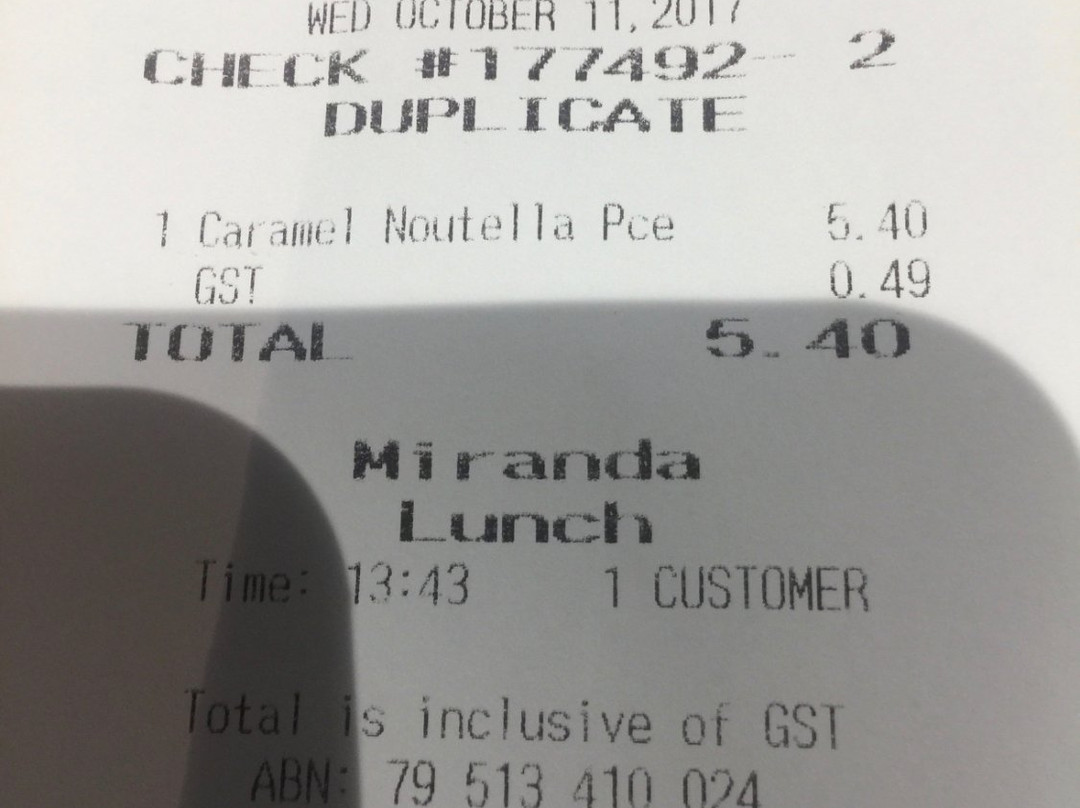 WED OCTOBER 11, 2017
CHECK #177492- 2
DUPLICATE
1 Caramel Noutella Pce 5.40
GST 0.49
TOTAL 5.40
Miranda
Lunch
Time: 13:43 1 CUSTOMER
Total is inclusive of GST
ABN: 79 513 410 024